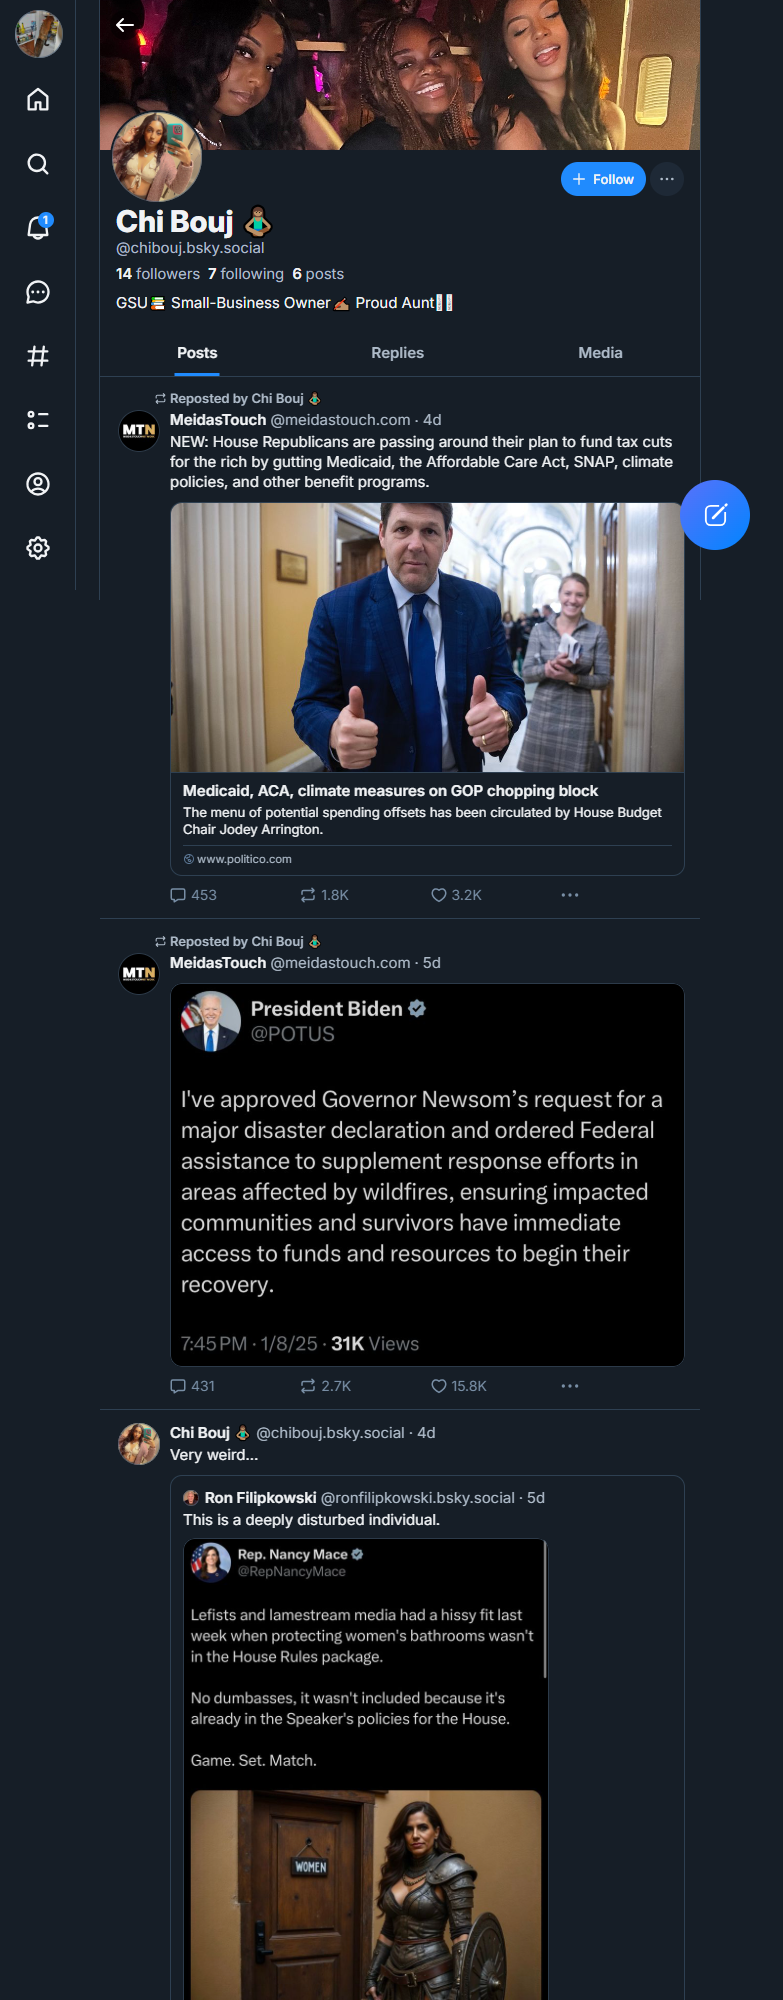 1
Follow
Chi Bouj
@chibouj.bsky.social
14 followers 7 following 6 posts
GSU📚 Small-Business Owner✍🏾 Proud Aunt
Posts Replies Media
Reposted by Chi Bouj
MTN
MeidasTouch @meidastouch.com · 4d
NEW: House Republicans are passing around their plan to fund tax cuts
for the rich by gutting Medicaid, the Affordable Care Act, SNAP, climate
policies, and other benefit programs.
Medicaid, ACA, climate measures on GOP chopping block
The menu of potential spending offsets has been circulated by House Budget
Chair Jodey Arrington.
www.politico.com
453 1.8K 3.2K
Reposted by Chi Bouj
MTN
MeidasTouch @meidastouch.com · 5d
President Biden
@POTUS
I've approved Governor Newsom’s request for a
major disaster declaration and ordered Federal
assistance to supplement response efforts in
areas affected by wildfires, ensuring impacted
communities and survivors have immediate
access to funds and resources to begin their
recovery.
7:45 PM · 1/8/25 · 31K Views
431 2.7K 15.8K
Chi Bouj @chibouj.bsky.social · 4d
Very weird...
Ron Filipkowski @ronfilipkowski.bsky.social · 5d
This is a deeply disturbed individual.
Rep. Nancy Mace
@RepNancyMace
Lefists and lamestream media had a hissy fit last
week when protecting women's bathrooms wasn't
in the House Rules package.
No dumbasses, it wasn't included because it's
already in the Speaker's policies for the House.
Game. Set. Match.
WOMEN